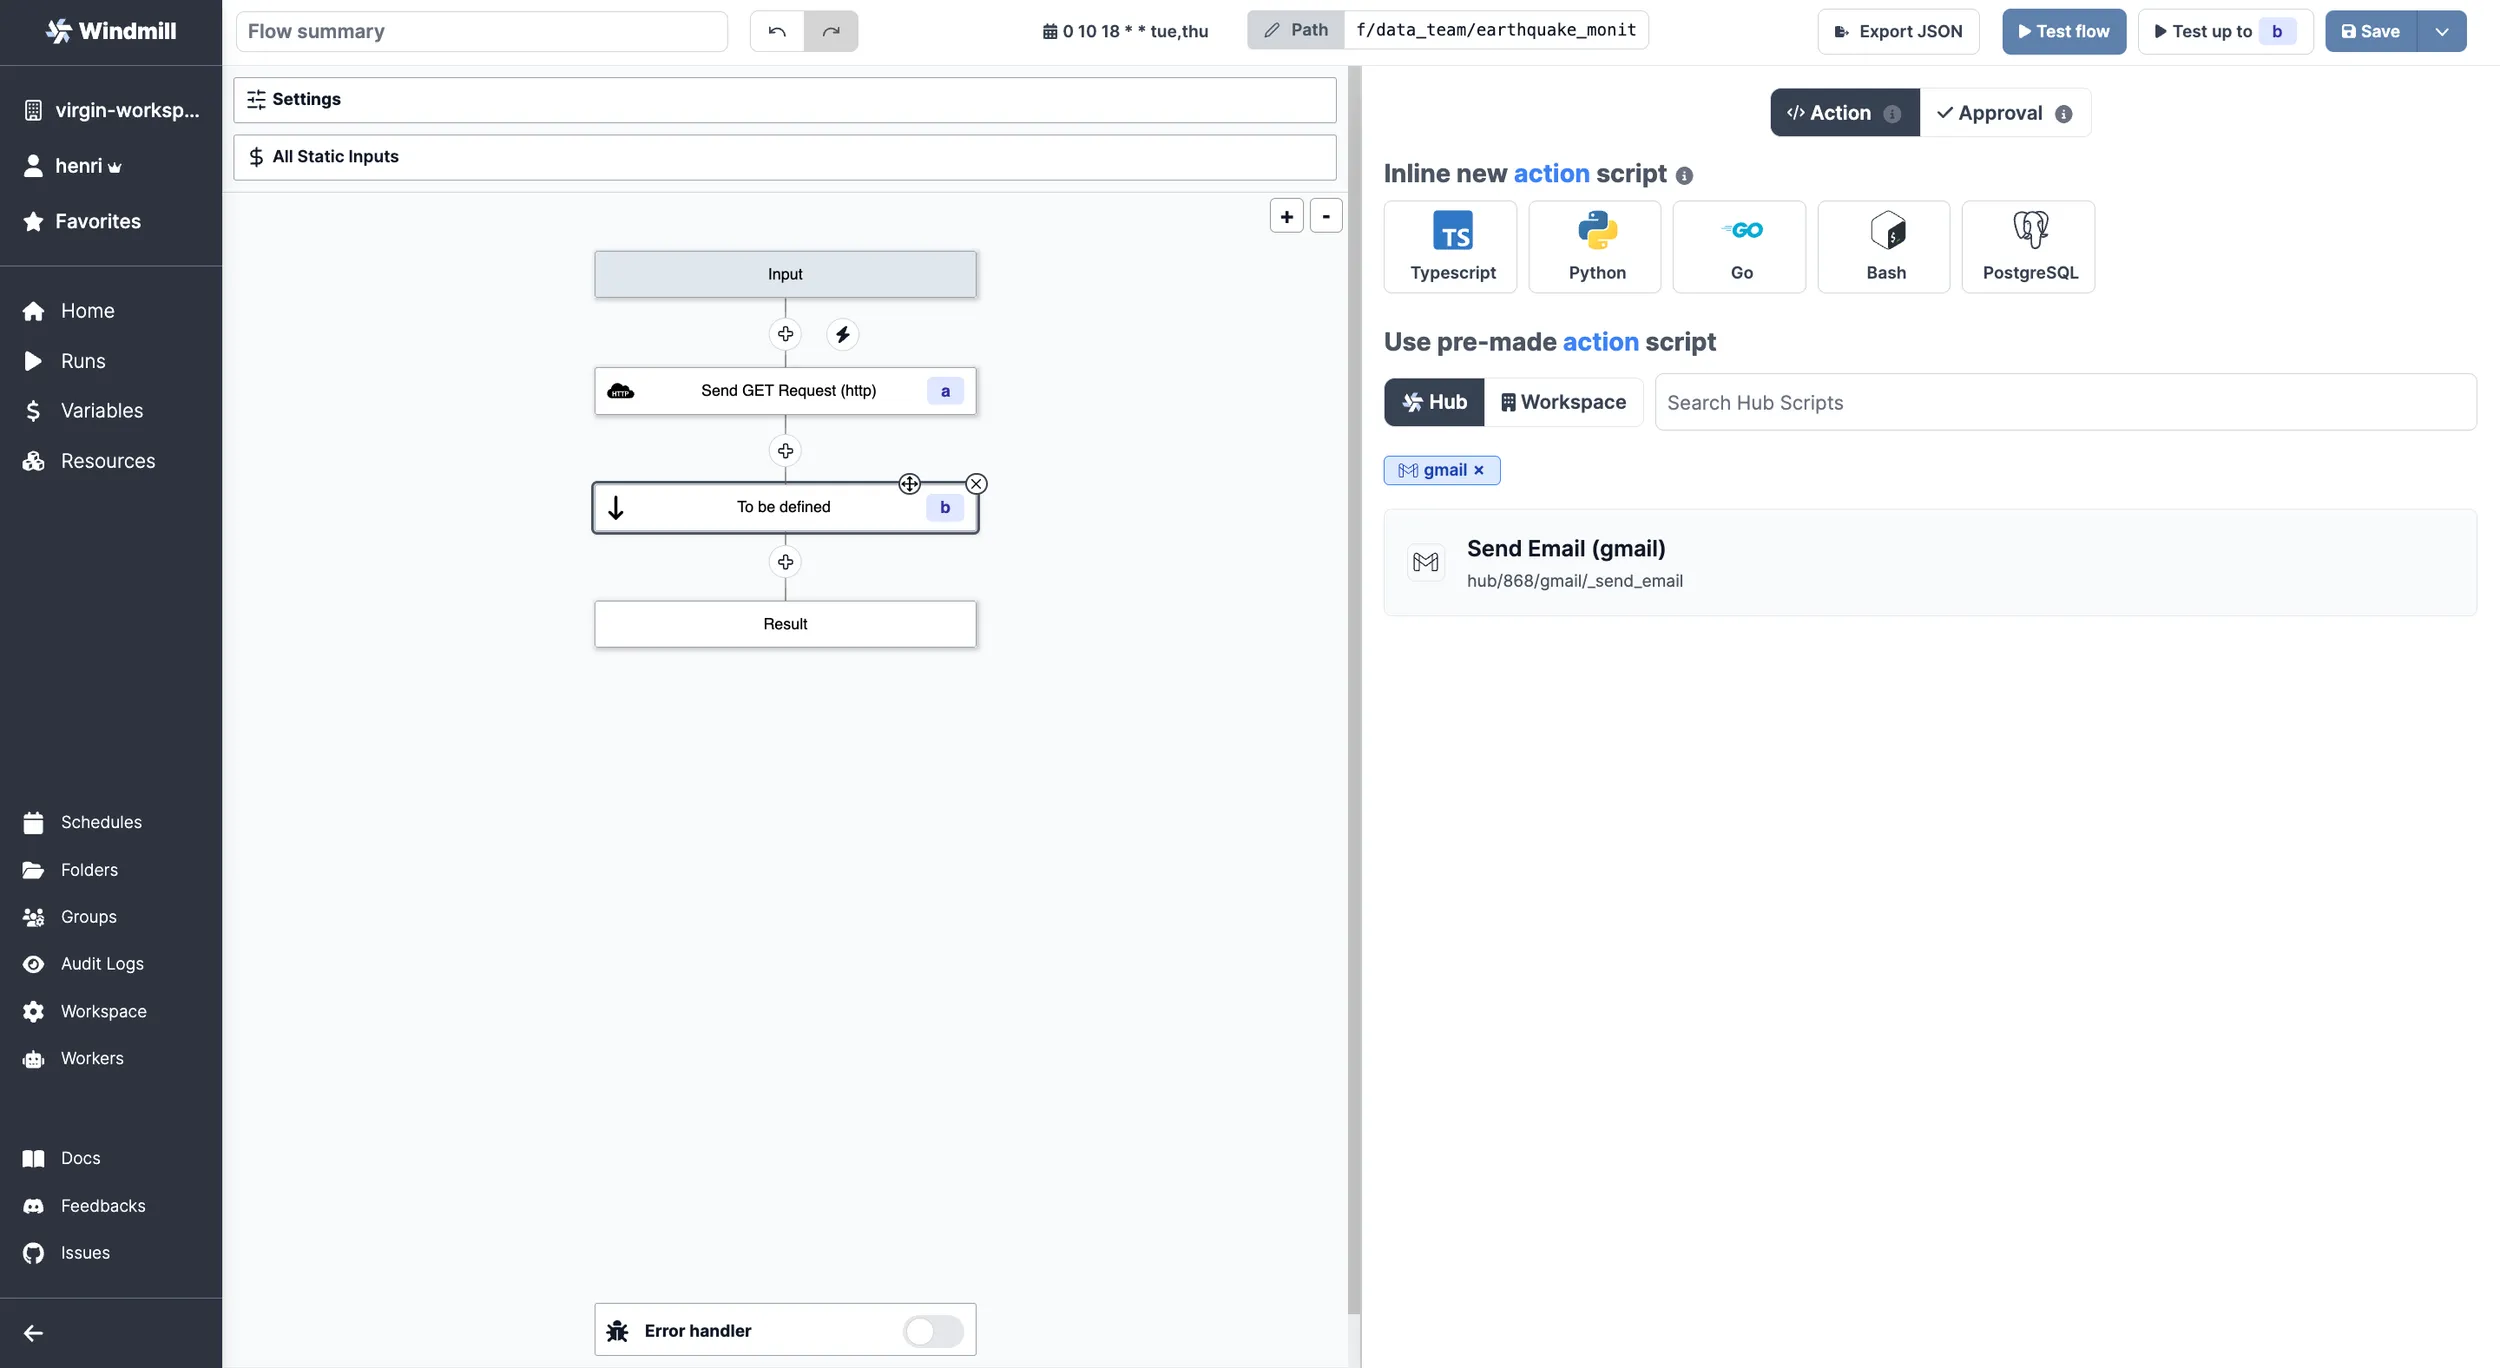 Windmill
virgin-worksp...
henri
Favorites
Home
Runs
Variables
Resources
Schedules
Folders
Groups
Audit Logs
Workspace
Workers
Docs
Feedbacks
Issues
Flow summary
0 10 18 * * tue,thu
Path
f/data_team/earthquake_monit
Export JSON
Test flow
Test up to b
Save
Settings
All Static Inputs
+ -
Input
HTTP Send GET Request (http) a
To be defined b
Result
Error handler
Action
Approval
Inline new action script
TS
Typescript
Python
GO
Go
$
Bash
PostgreSQL
Use pre-made action script
Hub
Workspace
Search Hub Scripts
gmail ×
Send Email (gmail)
hub/868/gmail/_send_email